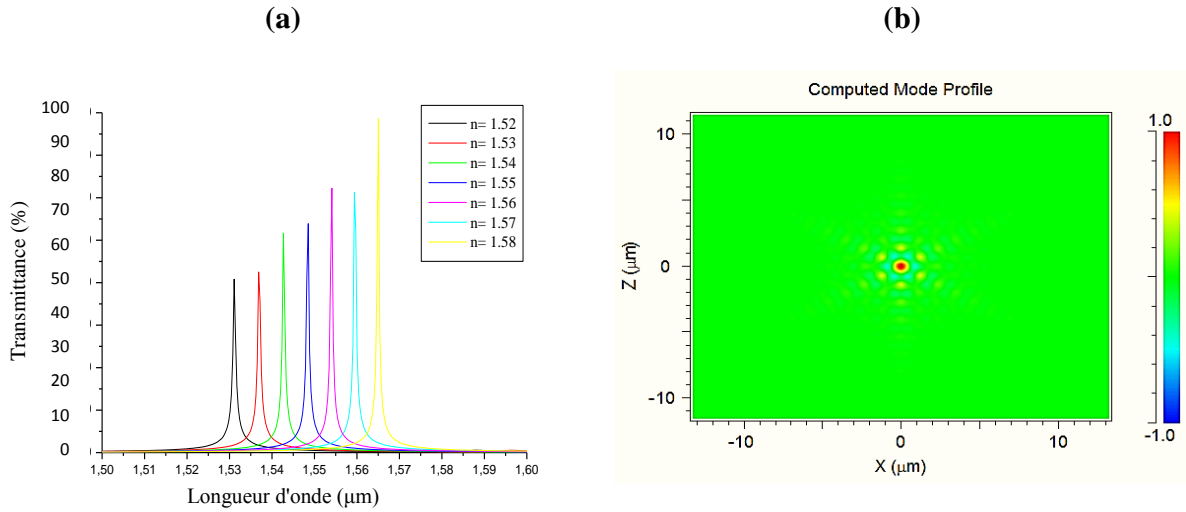 (a)
(b)
Transmittance (%)
100
90
80
70
60
50
40
30
20
10
0
n= 1.52
n= 1.53
n= 1.54
n= 1.55
n= 1.56
n= 1.57
n= 1.58
1,50 1,51 1,52 1,53 1,54 1,55 1,56 1,57 1,58 1,59 1,60
Longueur d'onde (μm)
Computed Mode Profile
Z (μm)
10
0
-10
-10 0 10
X (μm)
1.0
-1.0